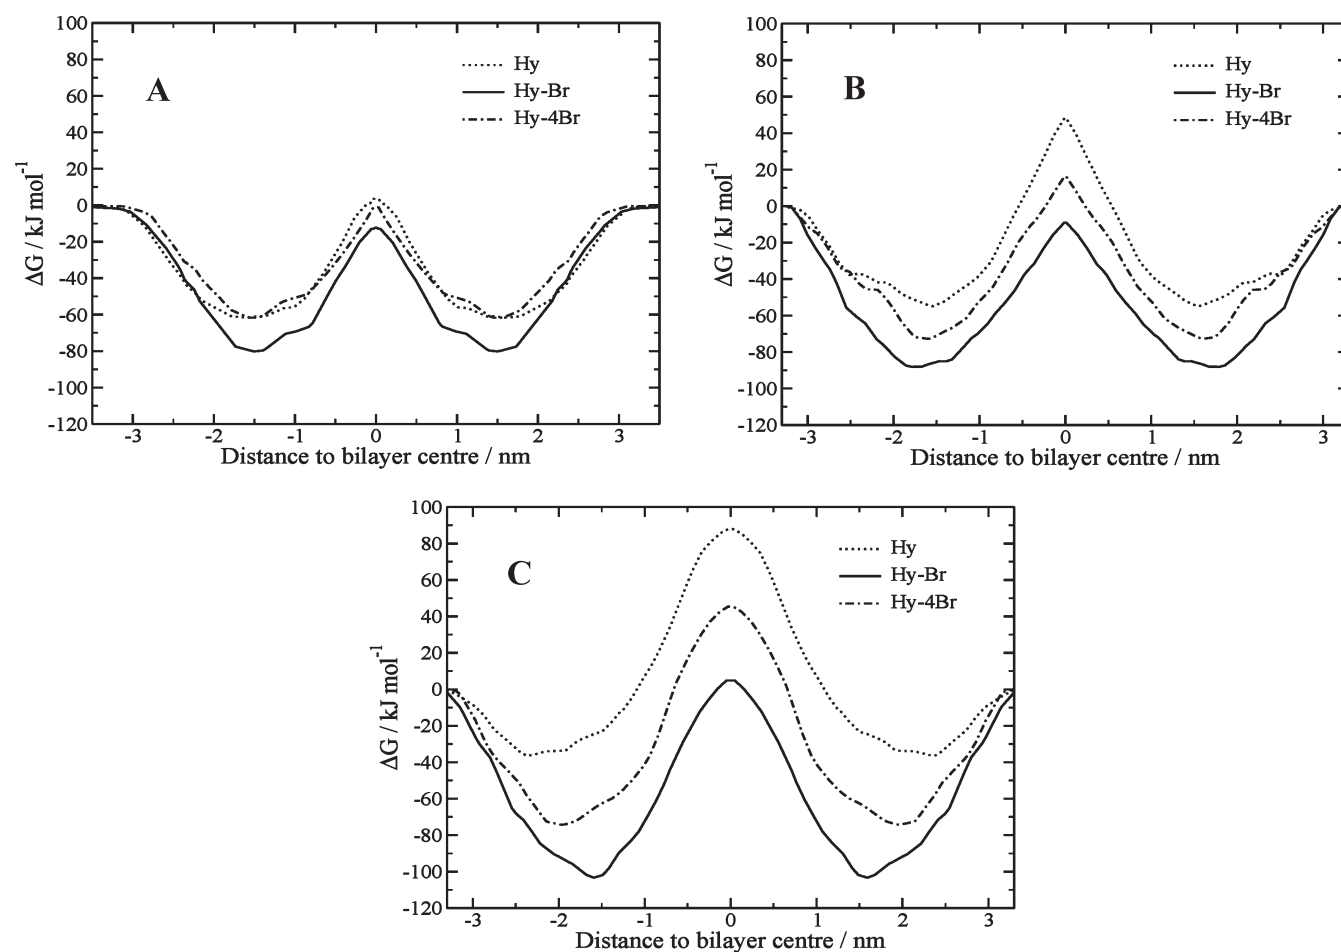 A
Hy
Hy-Br
Hy-4Br
100
80
60
40
20
0
-20
-40
-60
-80
-100
-120
ΔG / kJ mol⁻¹
-3 -2 -1 0 1 2 3
Distance to bilayer centre / nm
B
Hy
Hy-Br
Hy-4Br
100
80
60
40
20
0
-20
-40
-60
-80
-100
-120
ΔG / kJ mol⁻¹
-3 -2 -1 0 1 2 3
Distance to bilayer centre / nm
C
Hy
Hy-Br
Hy-4Br
100
80
60
40
20
0
-20
-40
-60
-80
-100
-120
ΔG / kJ mol⁻¹
-3 -2 -1 0 1 2 3
Distance to bilayer centre / nm